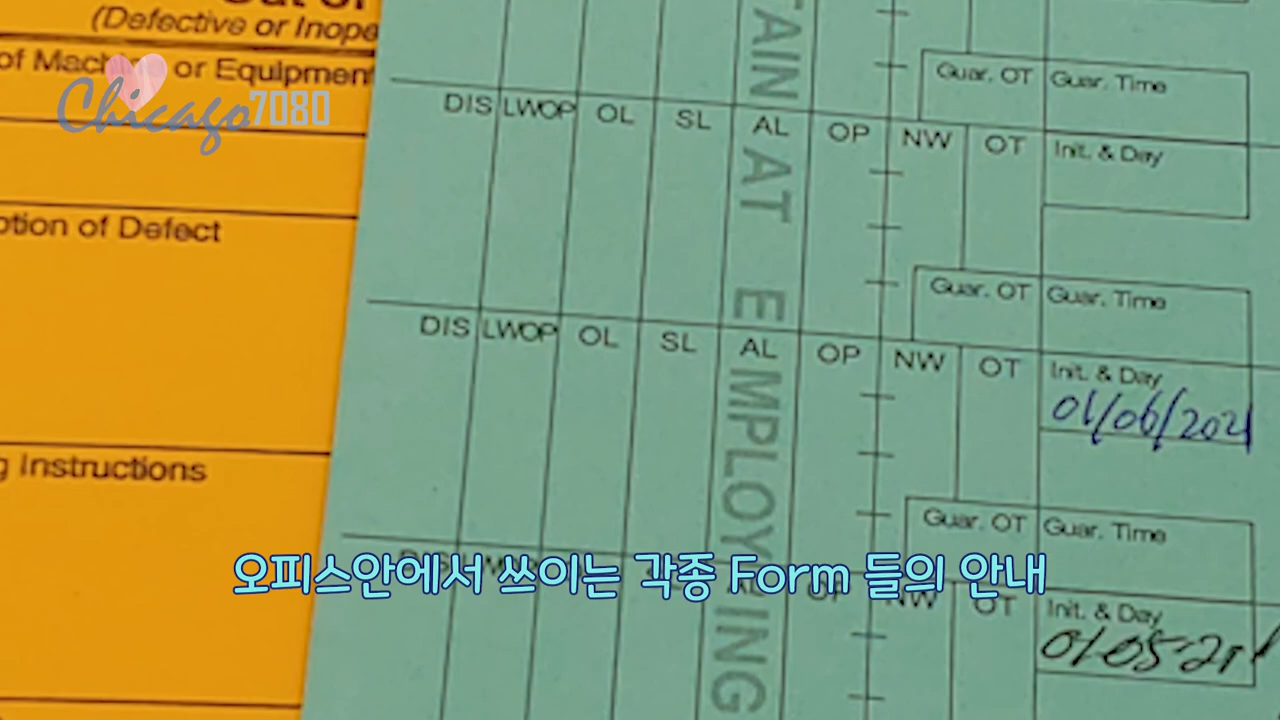 (Defective or Inope
of Machine or Equipment
Chicago7080
ption of Defect
g Instructions
Guar. OT Guar. Time
DIS LWOP OL SL AL OP NW OT Init. & Day
Guar. OT Guar. Time
DIS LWOP OL SL AL OP NW OT Init. & Day
01/06/2021
Guar. OT Guar. Time
OP NW OT Init. & Day
01-05-21
TAIN AT EMPLOYING
오피스안에서 쓰이는 각종 Form 들의 안내